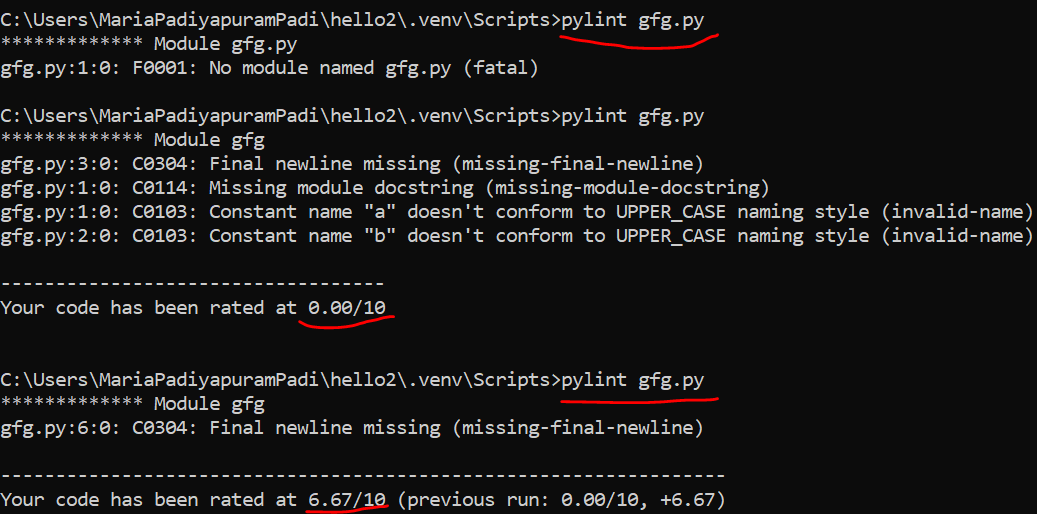 C:\Users\MariaPadiyapuramPadi\hello2\.venv\Scripts>pylint gfg.py
************* Module gfg.py
gfg.py:1:0: F0001: No module named gfg.py (fatal)
C:\Users\MariaPadiyapuramPadi\hello2\.venv\Scripts>pylint gfg.py
************* Module gfg
gfg.py:3:0: C0304: Final newline missing (missing-final-newline)
gfg.py:1:0: C0114: Missing module docstring (missing-module-docstring)
gfg.py:1:0: C0103: Constant name "a" doesn't conform to UPPER_CASE naming style (invalid-name)
gfg.py:2:0: C0103: Constant name "b" doesn't conform to UPPER_CASE naming style (invalid-name)
-----------------------------------
Your code has been rated at 0.00/10
C:\Users\MariaPadiyapuramPadi\hello2\.venv\Scripts>pylint gfg.py
************* Module gfg
gfg.py:6:0: C0304: Final newline missing (missing-final-newline)
------------------------------------------------------------------
Your code has been rated at 6.67/10 (previous run: 0.00/10, +6.67)